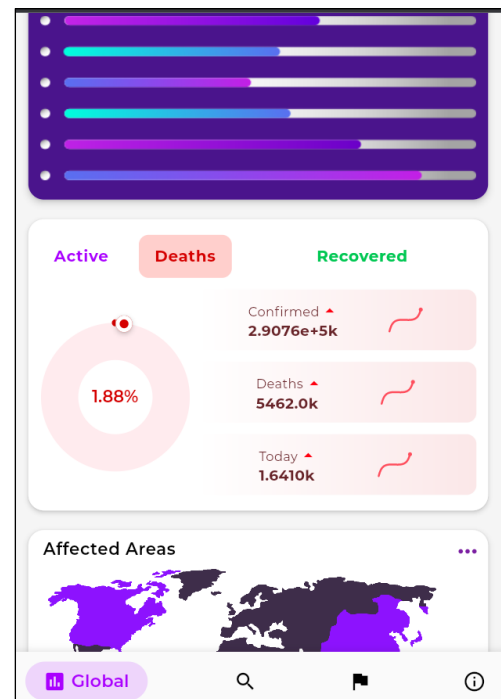 Active Deaths Recovered
Confirmed
2.9076e+5k
1.88%
Deaths
5462.0k
Today
1.6410k
Affected Areas
Global